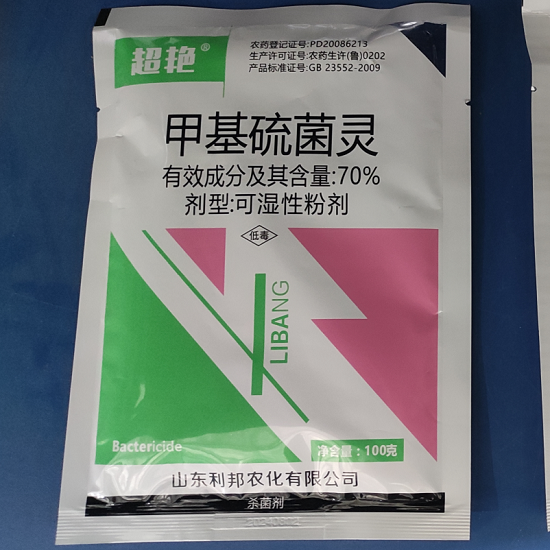 超艳®
农药登记证号:PD20086213
生产许可证号:农药生许(鲁)0202
产品标准证号:GB 23552-2009
甲基硫菌灵
有效成分及其含量:70%
剂型:可湿性粉剂
低毒
LIBANG
Bactericide
净含量:100克
山东利邦农化有限公司
杀菌剂